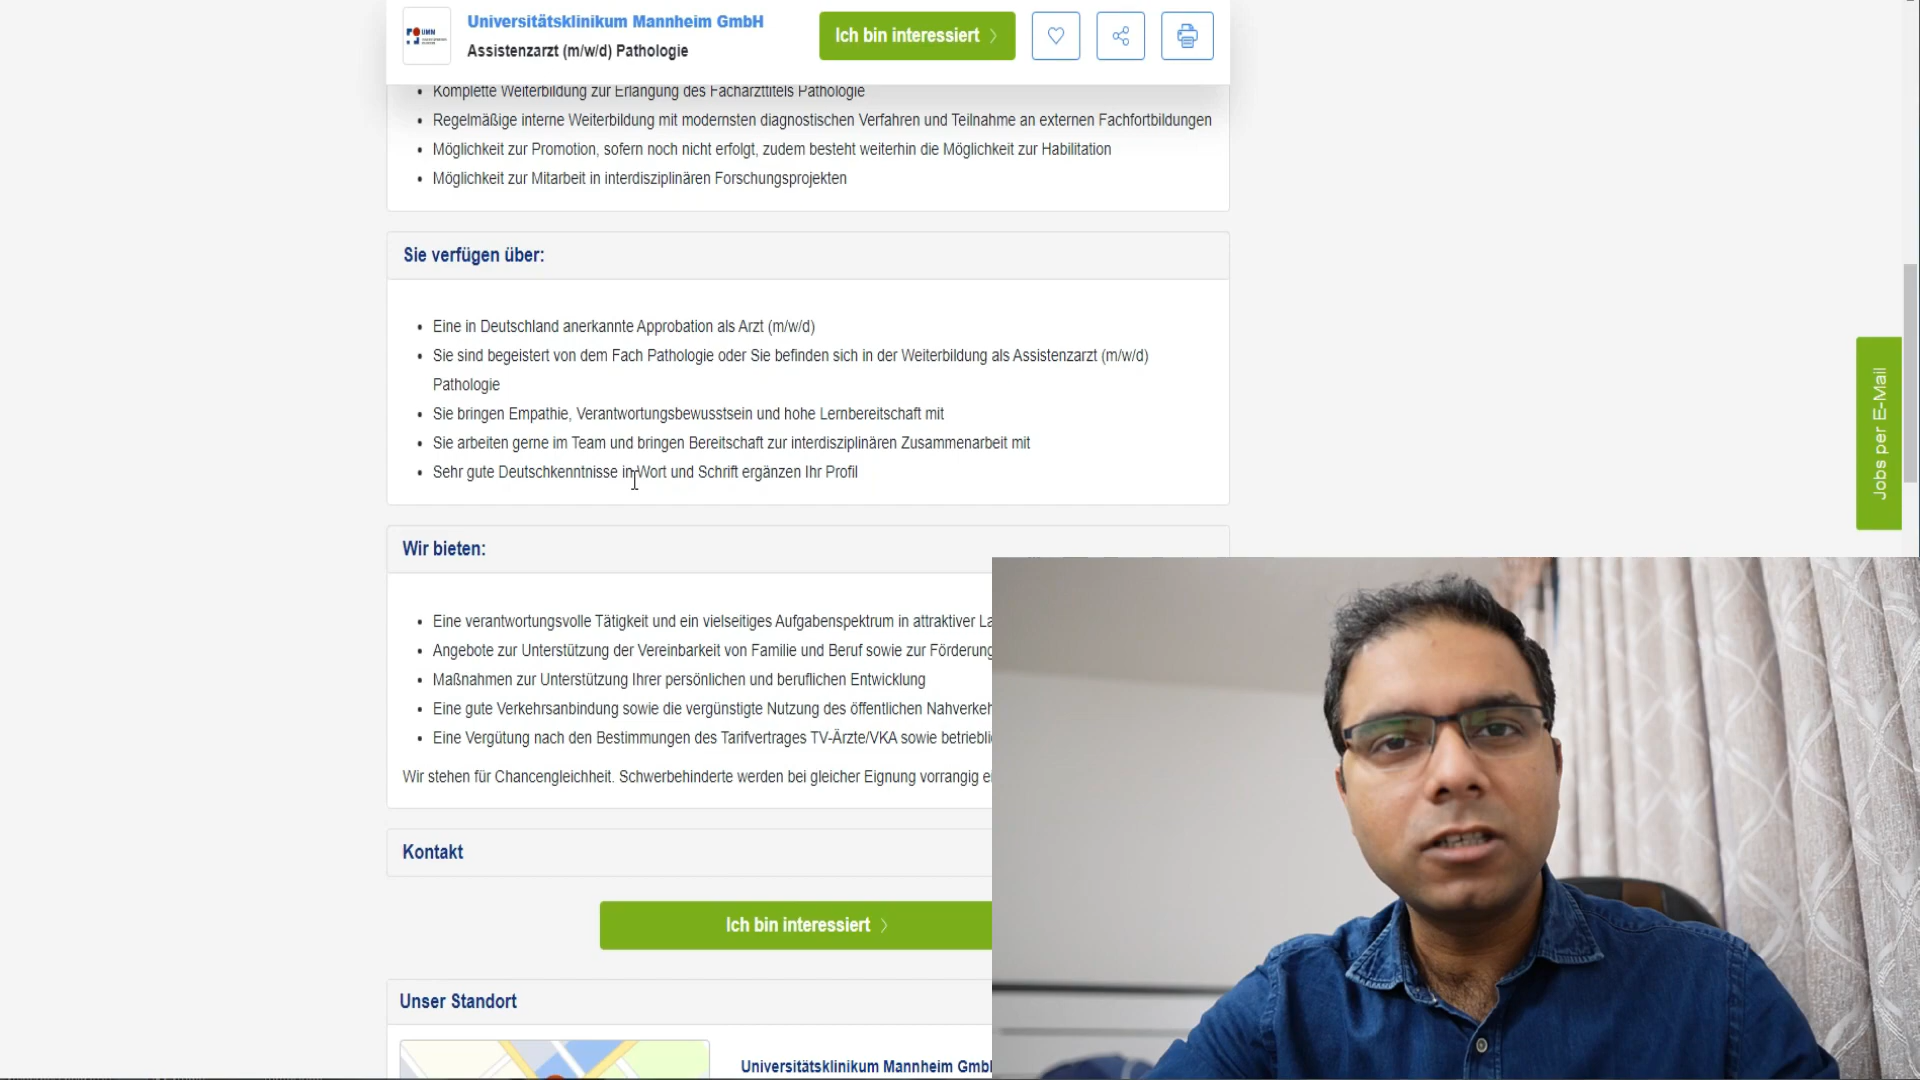 Universitätsklinikum Mannheim GmbH
Assistenzarzt (m/w/d) Pathologie
Ich bin interessiert
UMM
Komplette Weiterbildung zur Erlangung des Facharzttitels Pathologie
Regelmäßige interne Weiterbildung mit modernsten diagnostischen Verfahren und Teilnahme an externen Fachfortbildungen
Möglichkeit zur Promotion, sofern noch nicht erfolgt, zudem besteht weiterhin die Möglichkeit zur Habilitation
Möglichkeit zur Mitarbeit in interdisziplinären Forschungsprojekten
Sie verfügen über:
Eine in Deutschland anerkannte Approbation als Arzt (m/w/d)
Sie sind begeistert von dem Fach Pathologie oder Sie befinden sich in der Weiterbildung als Assistenzarzt (m/w/d)
Pathologie
Sie bringen Empathie, Verantwortungsbewusstsein und hohe Lernbereitschaft mit
Sie arbeiten gerne im Team und bringen Bereitschaft zur interdisziplinären Zusammenarbeit mit
Sehr gute Deutschkenntnisse in Wort und Schrift ergänzen Ihr Profil
Jobs per E-Mail
Wir bieten:
Eine verantwortungsvolle Tätigkeit und ein vielseitiges Aufgabenspektrum in attraktiver
Angebote zur Unterstützung der Vereinbarkeit von Familie und Beruf sowie zur Förderung
Maßnahmen zur Unterstützung Ihrer persönlichen und beruflichen Entwicklung
Eine gute Verkehrsanbindung sowie die vergünstigte Nutzung des öffentlichen
Eine Vergütung nach den Bestimmungen des Tarifvertrages TV-Ärzte/VKA sowie
Wir stehen für Chancengleichheit. Schwerbehinderte werden bei gleicher Eignung vorrangig
Kontakt
Ich bin interessiert
Unser Standort
Universitätsklinikum Mannheim